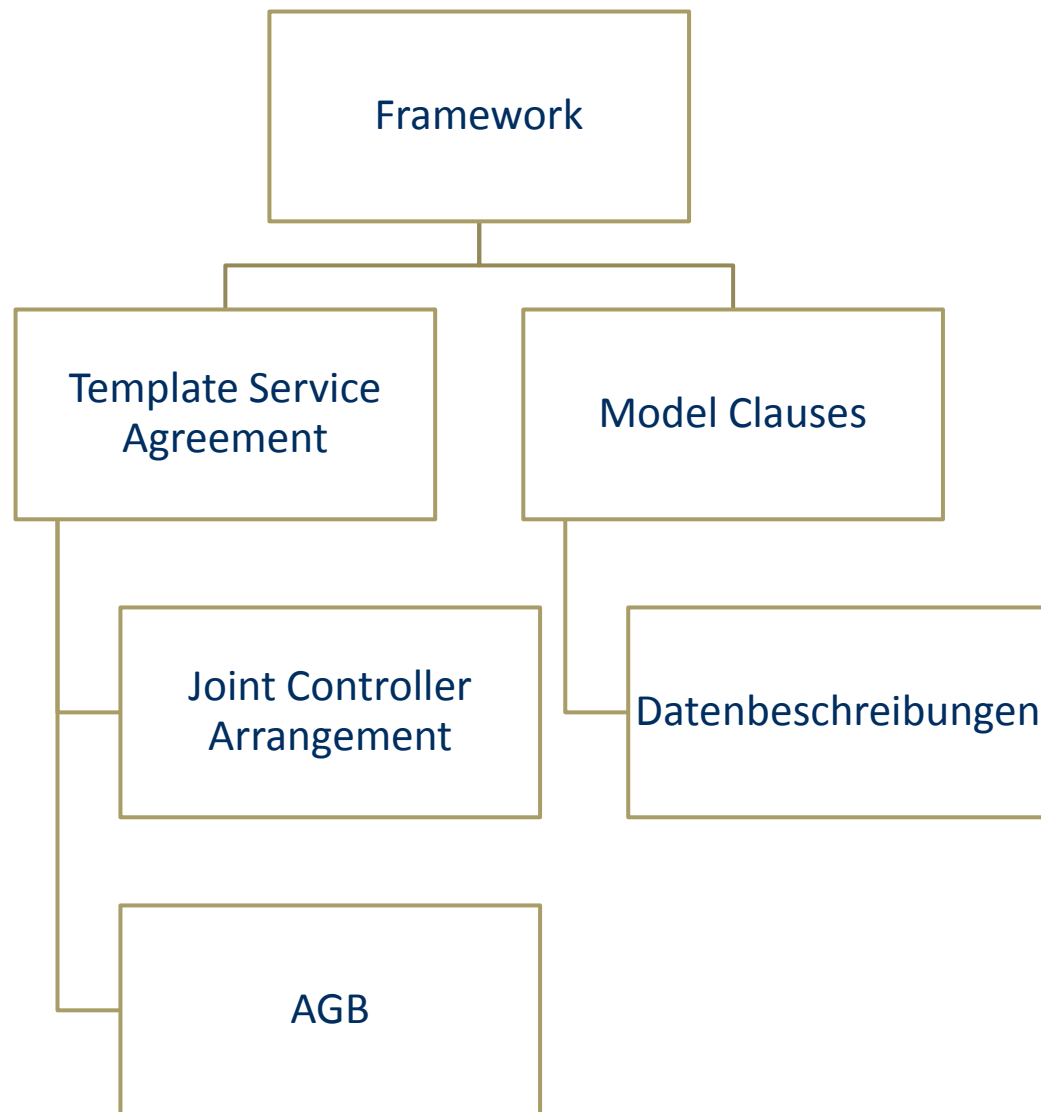 Framework
Template Service
Agreement
Model Clauses
Joint Controller
Arrangement
Datenbeschreibungen
AGB